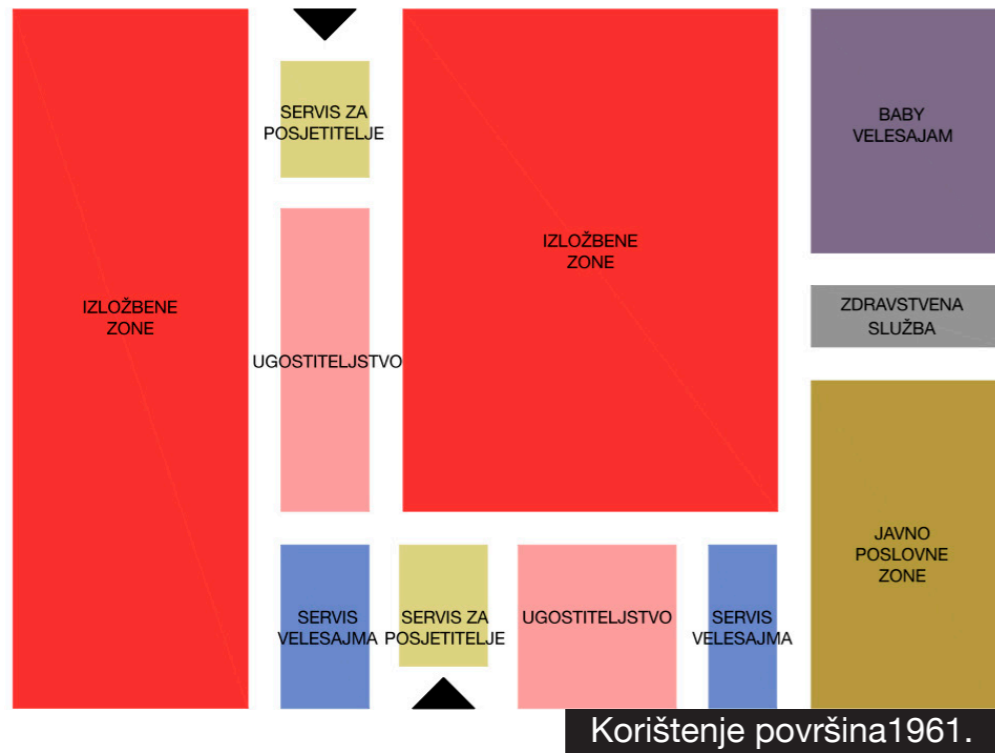 SERVIS ZA
POSJETITELJE
BABY
VELESAJAM
IZLOŽBENE
ZONE
IZLOŽBENE
ZONE
ZDRAVSTVENA
SLUŽBA
UGOSTITELJSTVO
JAVNO
POSLOVNE
ZONE
SERVIS
VELESAJMA
SERVIS ZA
POSJETITELJE
UGOSTITELJSTVO
SERVIS
VELESAJMA
Korištenje površina1961.